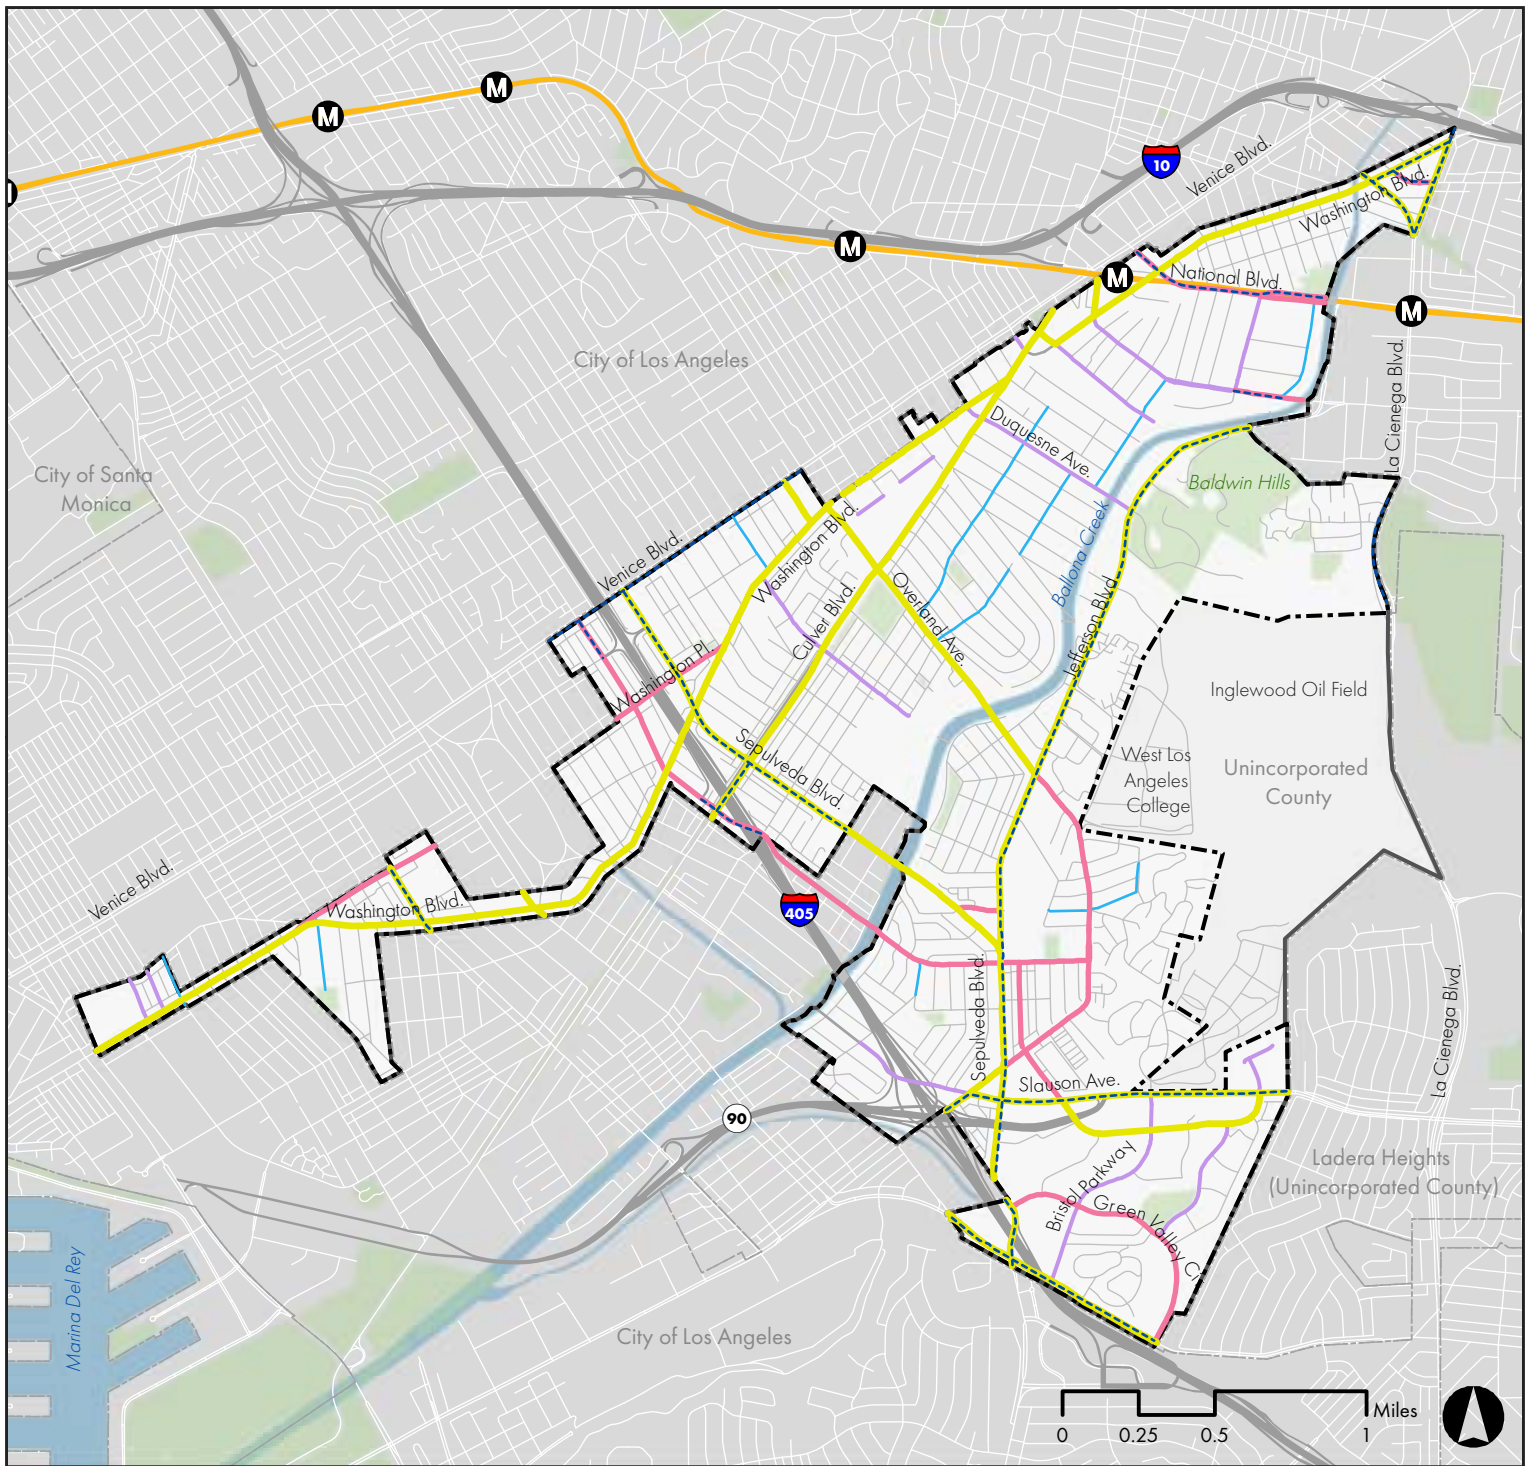 M
M
10
Venice Blvd.
Washington Blvd.
M
M
National Blvd.
M
City of Los Angeles
La Cienega Blvd.
Duquesne Ave.
City of Santa
Monica
Baldwin Hills
Washington Blvd.
Venice Blvd.
Ballona Creek
Overland Ave.
Culver Blvd.
Jefferson Blvd
Washington Pl.
Inglewood Oil Field
Sepulveda Blvd.
West Los
Angeles
College
Unincorporated
County
Venice Blvd.
Washington Blvd.
405
Sepulveda Blvd.
La Cienega Blvd.
Slauson Ave.
90
Bristol Parkway
Green Valley Ci
Ladera Heights
(Unincorporated County)
Marina Del Rey
City of Los Angeles
Miles
0 0.25 0.5 1